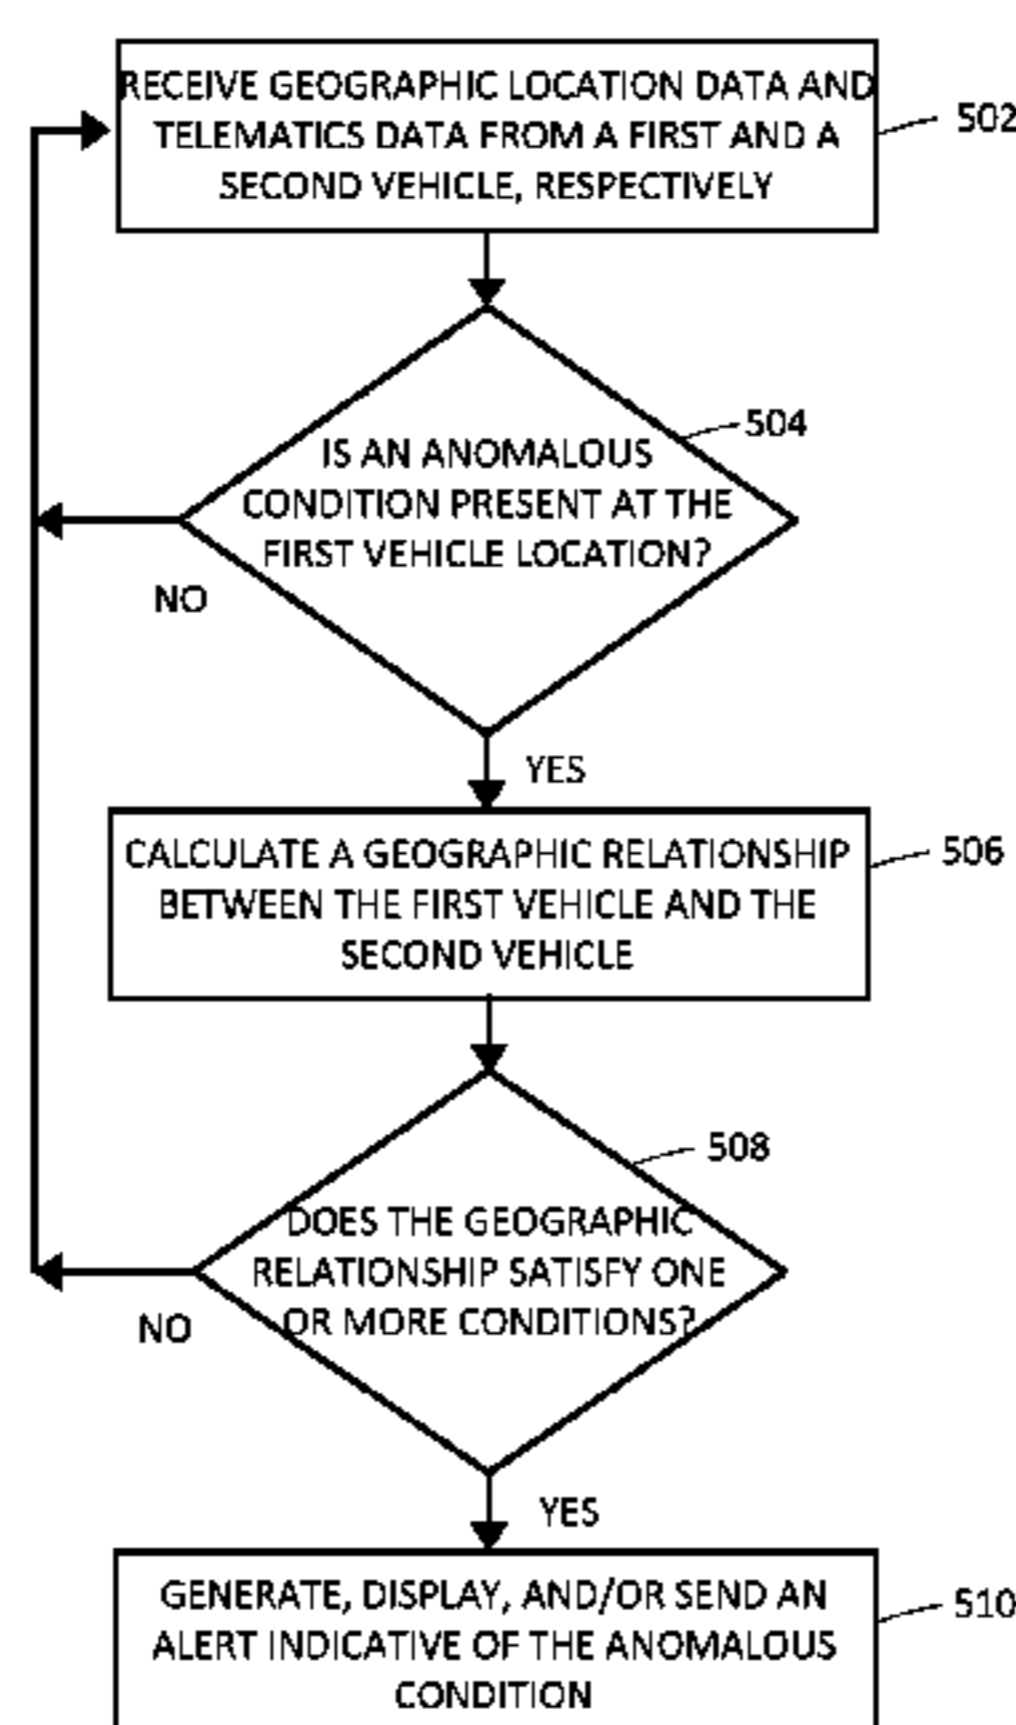 RECEIVE GEOGRAPHIC LOCATION DATA AND
TELEMATICS DATA FROM A FIRST AND A
SECOND VEHICLE, RESPECTIVELY
502
504
IS AN ANOMALOUS
CONDITION PRESENT AT THE
FIRST VEHICLE LOCATION?
NO
YES
CALCULATE A GEOGRAPHIC RELATIONSHIP
BETWEEN THE FIRST VEHICLE AND THE
SECOND VEHICLE
506
508
DOES THE GEOGRAPHIC
RELATIONSHIP SATISFY ONE
OR MORE CONDITIONS?
NO
YES
GENERATE, DISPLAY, AND/OR SEND AN
ALERT INDICATIVE OF THE ANOMALOUS
CONDITION
510